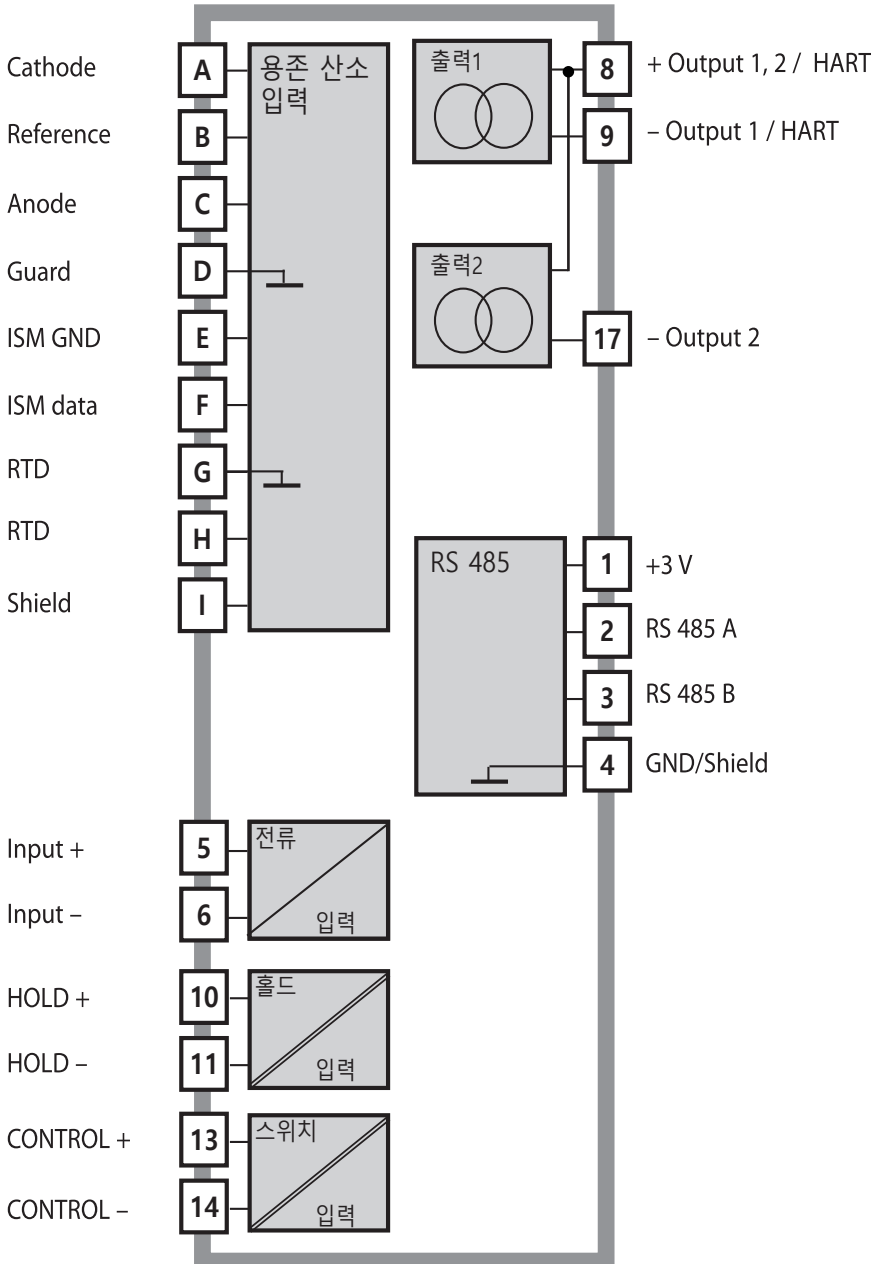 Cathode
A
Reference
B
Anode
C
Guard
D
ISM GND
E
ISM data
F
RTD
G
RTD
H
Shield
I
용존 산소
입력
출력1
8
+ Output 1, 2 / HART
9
– Output 1 / HART
출력2
17
– Output 2
RS 485
1
+3 V
2
RS 485 A
3
RS 485 B
4
GND/Shield
Input +
5
Input –
6
전류
입력
HOLD +
10
HOLD –
11
홀드
입력
CONTROL +
13
CONTROL –
14
스위치
입력